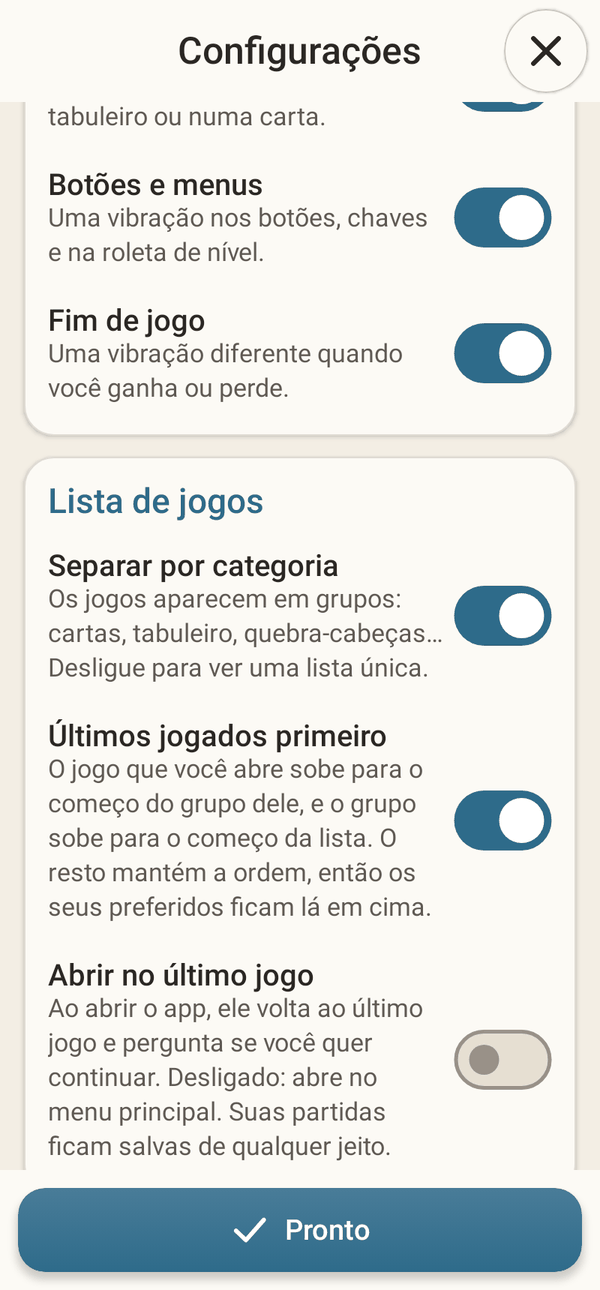 Configurações
tabuleiro ou numa carta.
Botões e menus
Uma vibração nos botões, chaves
e na roleta de nível.
Fim de jogo
Uma vibração diferente quando
você ganha ou perde.
Lista de jogos
Separar por categoria
Os jogos aparecem em grupos:
cartas, tabuleiro, quebra-cabeças…
Desligue para ver uma lista única.
Últimos jogados primeiro
O jogo que você abre sobe para o
começo do grupo dele, e o grupo
sobe para o começo da lista. O
resto mantém a ordem, então os
seus preferidos ficam lá em cima.
Abrir no último jogo
Ao abrir o app, ele volta ao último
jogo e pergunta se você quer
continuar. Desligado: abre no
menu principal. Suas partidas
ficam salvas de qualquer jeito.
Pronto